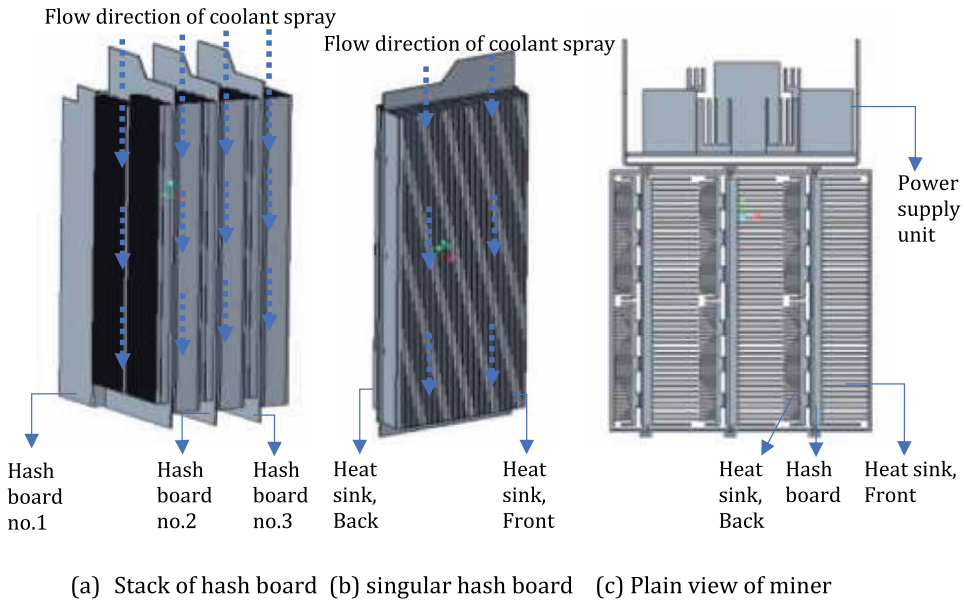 Flow direction of coolant spray
Flow direction of coolant spray
Power
supply
unit
Hash
board
no.1
Hash
board
no.2
Hash
board
no.3
Heat
sink,
Back
Heat
sink,
Front
Heat
sink,
Back
Hash
board
Heat sink,
Front
(a) Stack of hash board (b) singular hash board (c) Plain view of miner